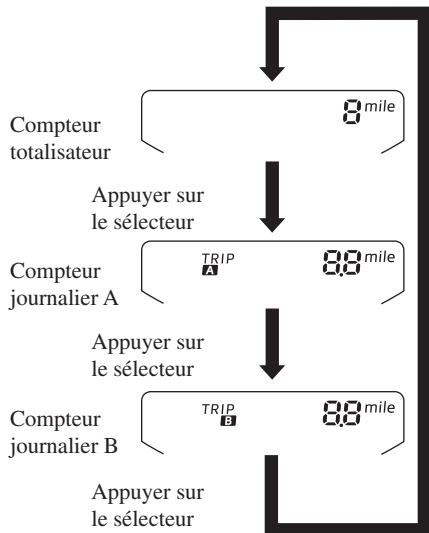 8 mile
Compteur
totalisateur
Appuyer sur
le sélecteur
TRIP 8.8 mile
A
Compteur
journalier A
Appuyer sur
le sélecteur
TRIP 8.8 mile
B
Compteur
journalier B
Appuyer sur
le sélecteur